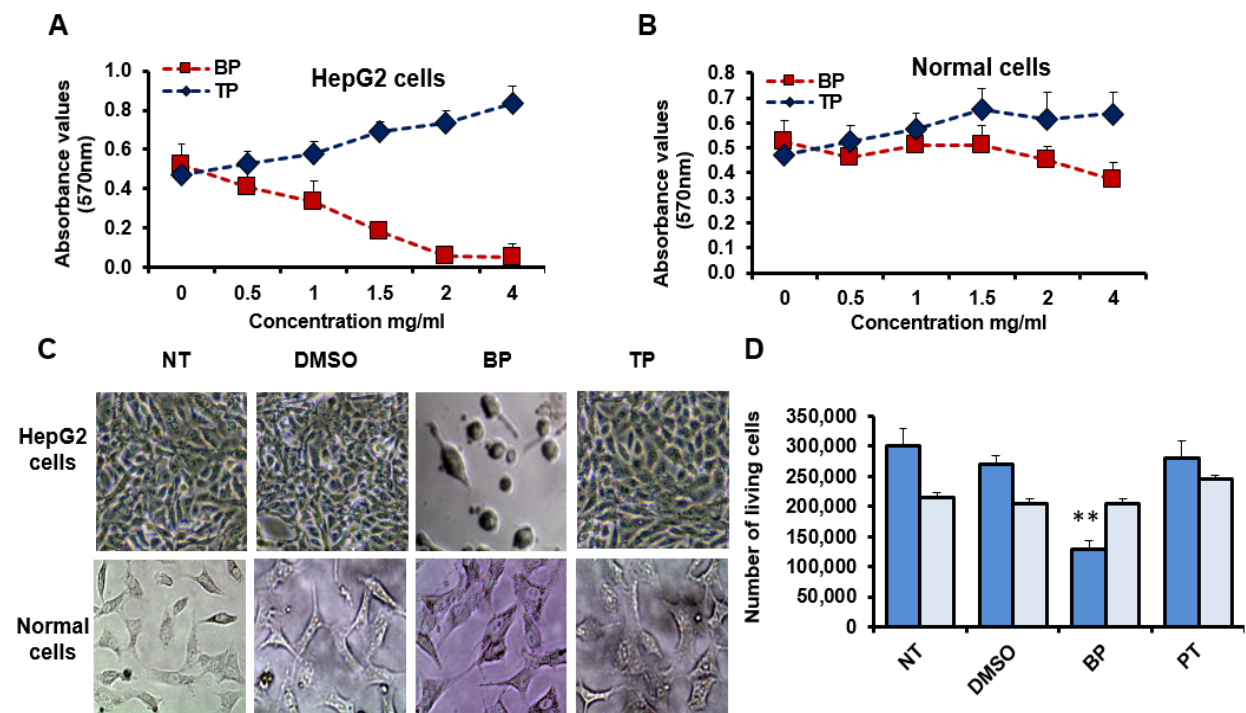 A
HepG2 cells
BP
TP
Absorbance values
(570nm)
1.0
0.8
0.6
0.4
0.2
0.0
0 0.5 1 1.5 2 4
Concentration mg/ml
B
Normal cells
BP
TP
Absorbance values
(570nm)
0.8
0.7
0.6
0.5
0.4
0.3
0.2
0.1
0.0
0 0.5 1 1.5 2 4
Concentration mg/ml
C
NT DMSO BP TP
HepG2
cells
Normal
cells
D
Number of living cells
350,000
300,000
250,000
200,000
150,000
100,000
50,000
0
**
NT DMSO BP PT